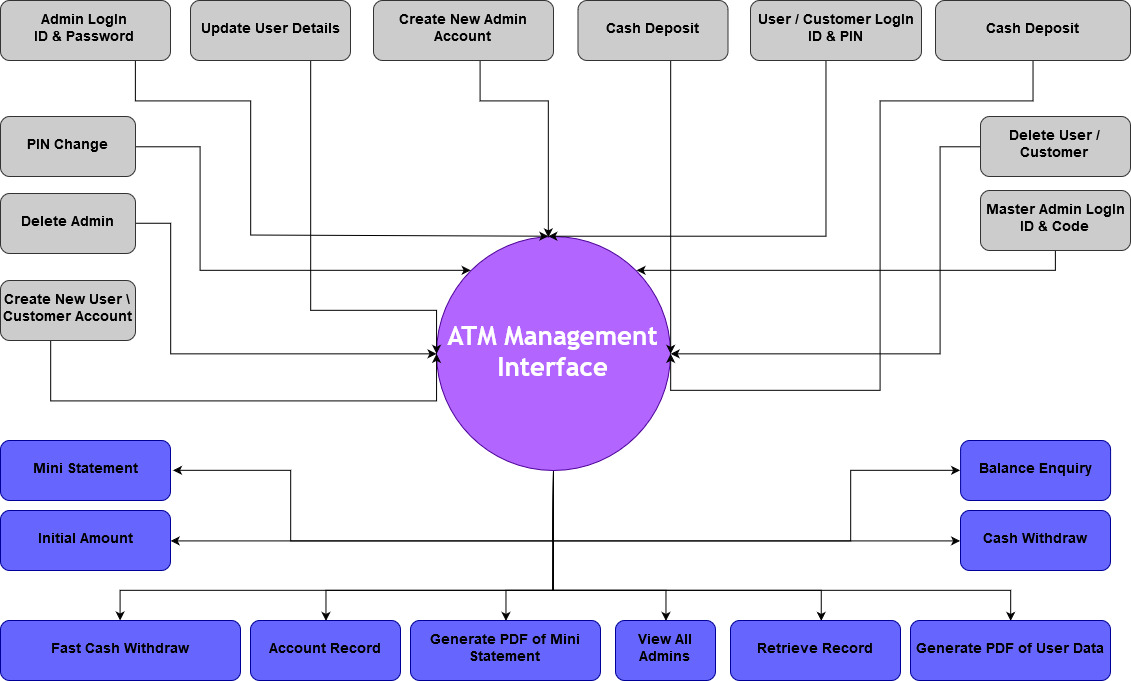 Admin LogIn
ID & Password
Update User Details
Create New Admin
Account
Cash Deposit
User / Customer LogIn
ID & PIN
Cash Deposit
PIN Change
Delete User /
Customer
Delete Admin
Master Admin LogIn
ID & Code
Create New User \
Customer Account
ATM Management
Interface
Mini Statement
Balance Enquiry
Initial Amount
Cash Withdraw
Fast Cash Withdraw
Account Record
Generate PDF of Mini
Statement
View All
Admins
Retrieve Record
Generate PDF of User Data